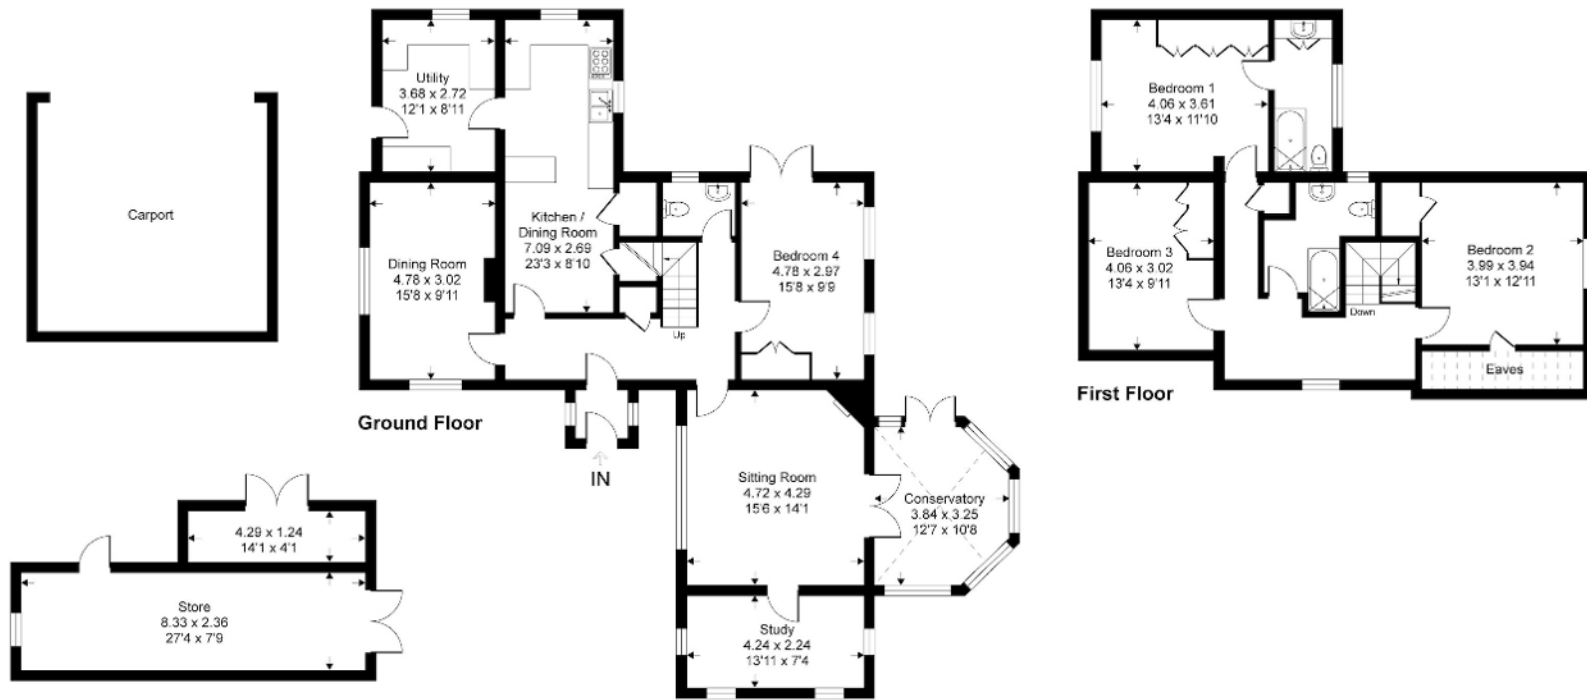 Carport
Utility
3.68 x 2.72
12'1 x 8'11
Kitchen /
Dining Room
7.09 x 2.69
23'3 x 8'10
Dining Room
4.78 x 3.02
15'8 x 9'11
Bedroom 4
4.78 x 2.97
15'8 x 9'9
Up
Ground Floor
IN
Sitting Room
4.72 x 4.29
15'6 x 14'1
Conservatory
3.84 x 3.25
12'7 x 10'8
Study
4.24 x 2.24
13'11 x 7'4
4.29 x 1.24
14'1 x 4'1
Store
8.33 x 2.36
27'4 x 7'9
Bedroom 1
4.06 x 3.61
13'4 x 11'10
Bedroom 3
4.06 x 3.02
13'4 x 9'11
Bedroom 2
3.99 x 3.94
13'1 x 12'11
Down
Eaves
First Floor